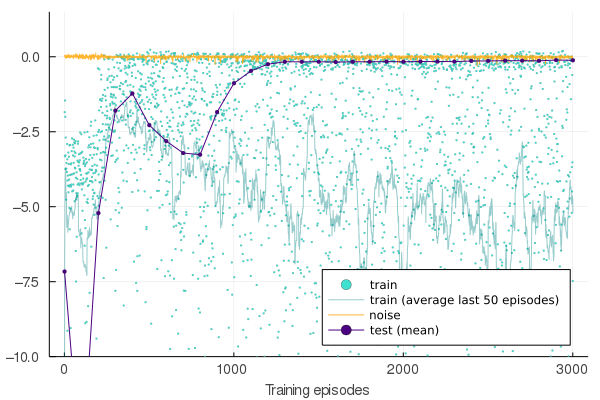 0.0
−2.5
−5.0
−7.5
−10.0
0
1000
2000
3000
Training episodes
train
train (average last 50 episodes)
noise
test (mean)